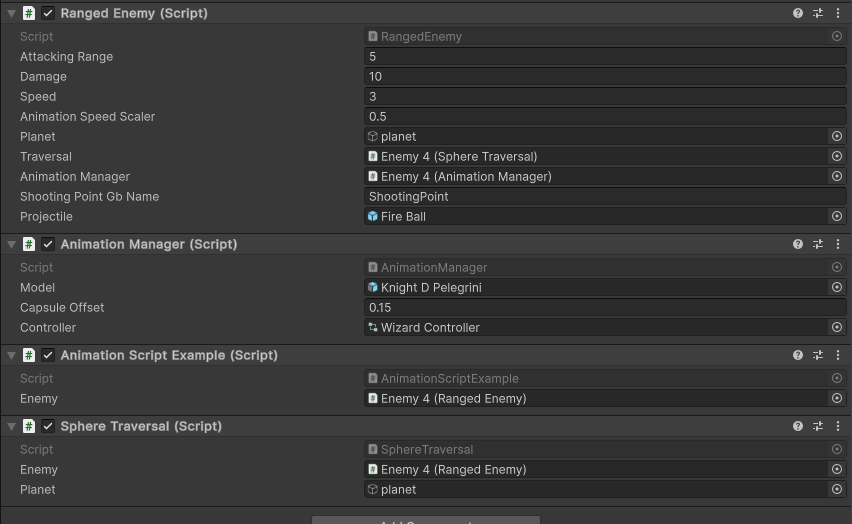 Ranged Enemy (Script)
Script RangedEnemy
Attacking Range 5
Damage 10
Speed 3
Animation Speed Scaler 0.5
Planet planet
Traversal Enemy 4 (Sphere Traversal)
Animation Manager Enemy 4 (Animation Manager)
Shooting Point Gb Name ShootingPoint
Projectile Fire Ball
Animation Manager (Script)
Script AnimationManager
Model Knight D Pelegrini
Capsule Offset 0.15
Controller Wizard Controller
Animation Script Example (Script)
Script AnimationScriptExample
Enemy Enemy 4 (Ranged Enemy)
Sphere Traversal (Script)
Script SphereTraversal
Enemy Enemy 4 (Ranged Enemy)
Planet planet